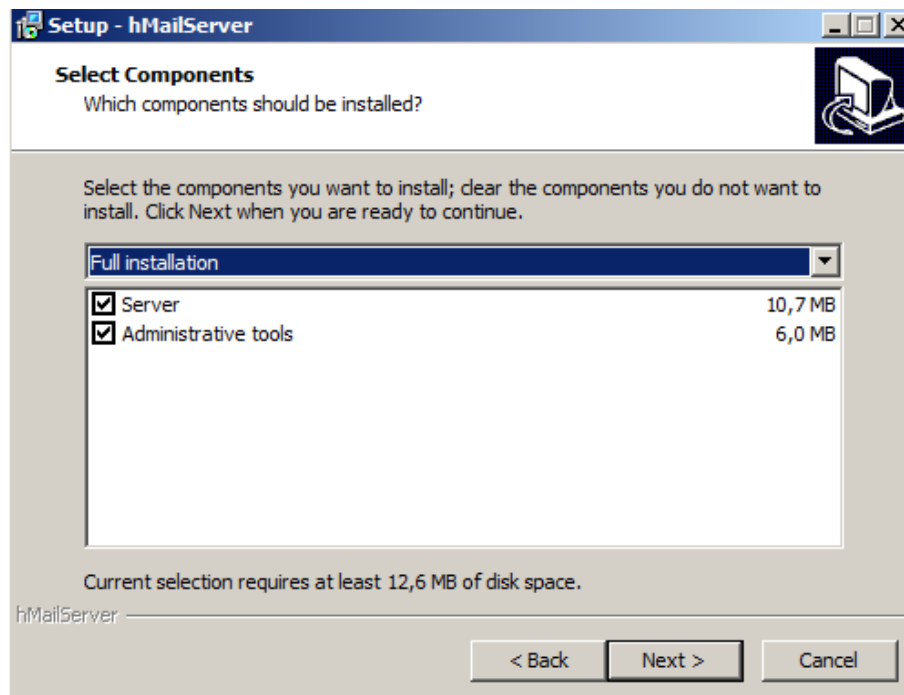 Setup - hMailServer
Select Components
Which components should be installed?
Select the components you want to install; clear the components you do not want to
install. Click Next when you are ready to continue.
Full installation
Server 10,7 MB
Administrative tools 6,0 MB
Current selection requires at least 12,6 MB of disk space.
hMailServer
< Back Next > Cancel